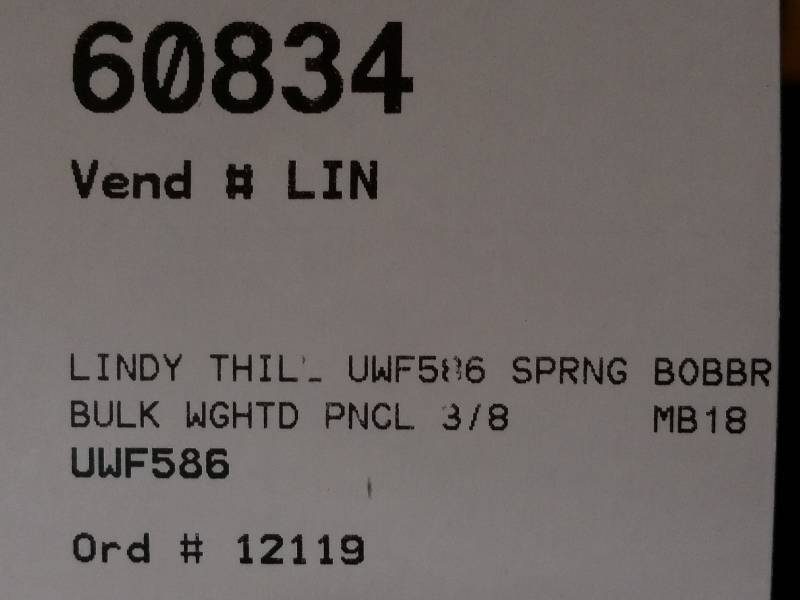 60834
Vend # LIN
LINDY THILL UWF586 SPRNG BOBBR
BULK WGHTD PNCL 3/8 MB18
UWF586
Ord # 12119